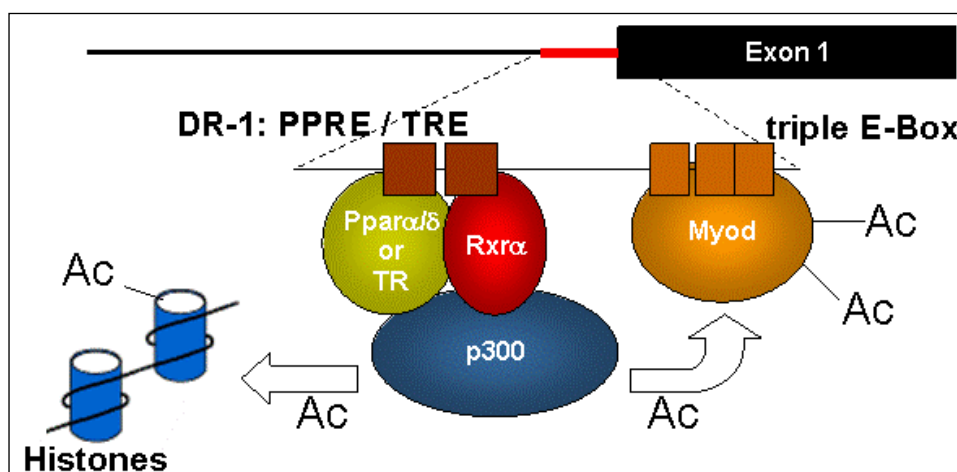 Exon 1
DR-1: PPRE / TRE
triple E-Box
Pparα/δ
or
TR
Rxrα
Myod
Ac
Ac
Ac
p300
Ac
Ac
Histones